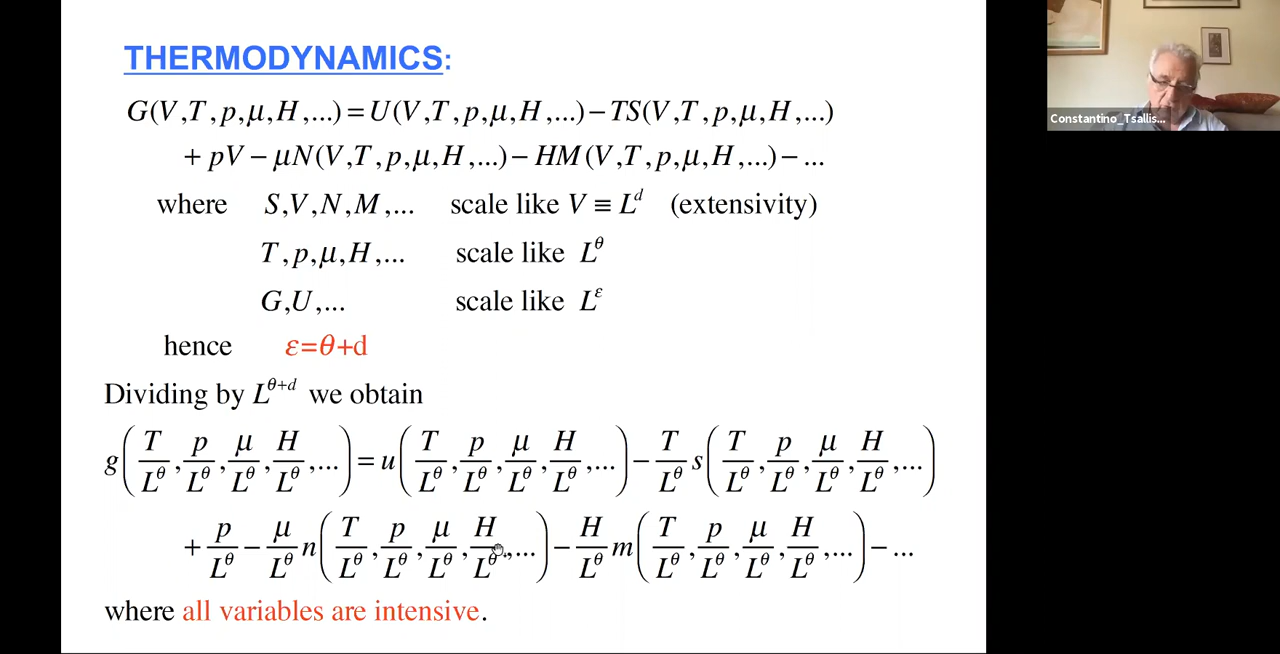 THERMODYNAMICS:
G(V,T,p,μ,H,...)=U(V,T,p,μ,H,...)−TS(V,T,p,μ,H,...)
+ pV − μN(V,T,p,μ,H,...)− HM(V,T,p,μ,H,...)− ...
where S,V,N,M,... scale like V ≡ L^d (extensivity)
T,p,μ,H,... scale like L^θ
G,U,... scale like L^ε
hence ε=θ+d
Dividing by L^{θ+d} we obtain
g(T/L^θ, p/L^θ, μ/L^θ, H/L^θ,...) = u(T/L^θ, p/L^θ, μ/L^θ, H/L^θ,...) − T/L^θ s(T/L^θ, p/L^θ, μ/L^θ, H/L^θ,...)
+ p/L^θ − μ/L^θ n(T/L^θ, p/L^θ, μ/L^θ, H/L^θ,...) − H/L^θ m(T/L^θ, p/L^θ, μ/L^θ, H/L^θ,...) − ...
where all variables are intensive.
Constantino_Tsallis...